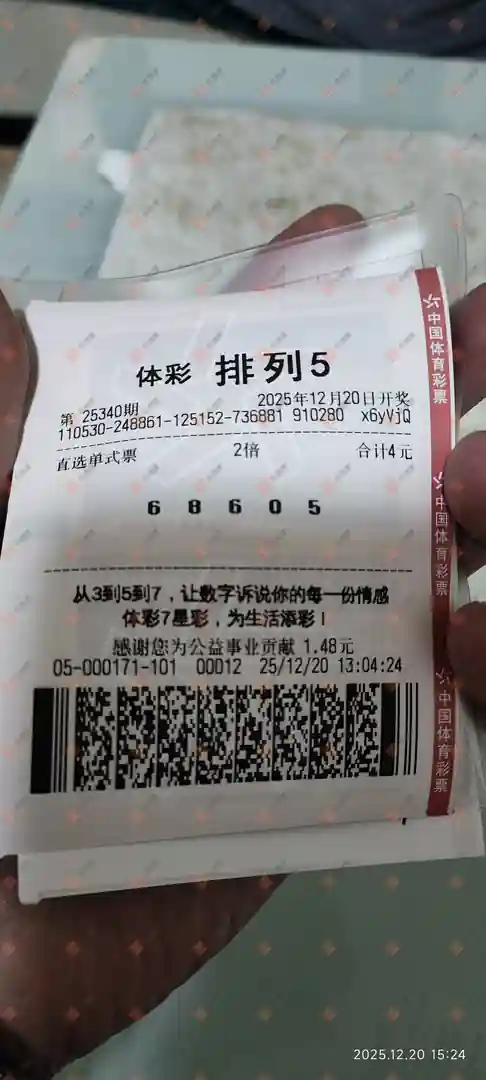 体彩 排列5
第 25340期 2025年12月20日开奖
110530-248861-125152-736881 910280 x6yVjQ
直选单式票 2倍 合计4元
6 8 6 0 5
从3到5到7，让数字诉说你的每一份情感
体彩7星彩，为生活添彩！
感谢您为公益事业贡献 1.48元
05-000171-101 00012 25/12/20 13:04:24
中国体育彩票
中国体育彩票
中国体育彩票
2025.12.20 15:24